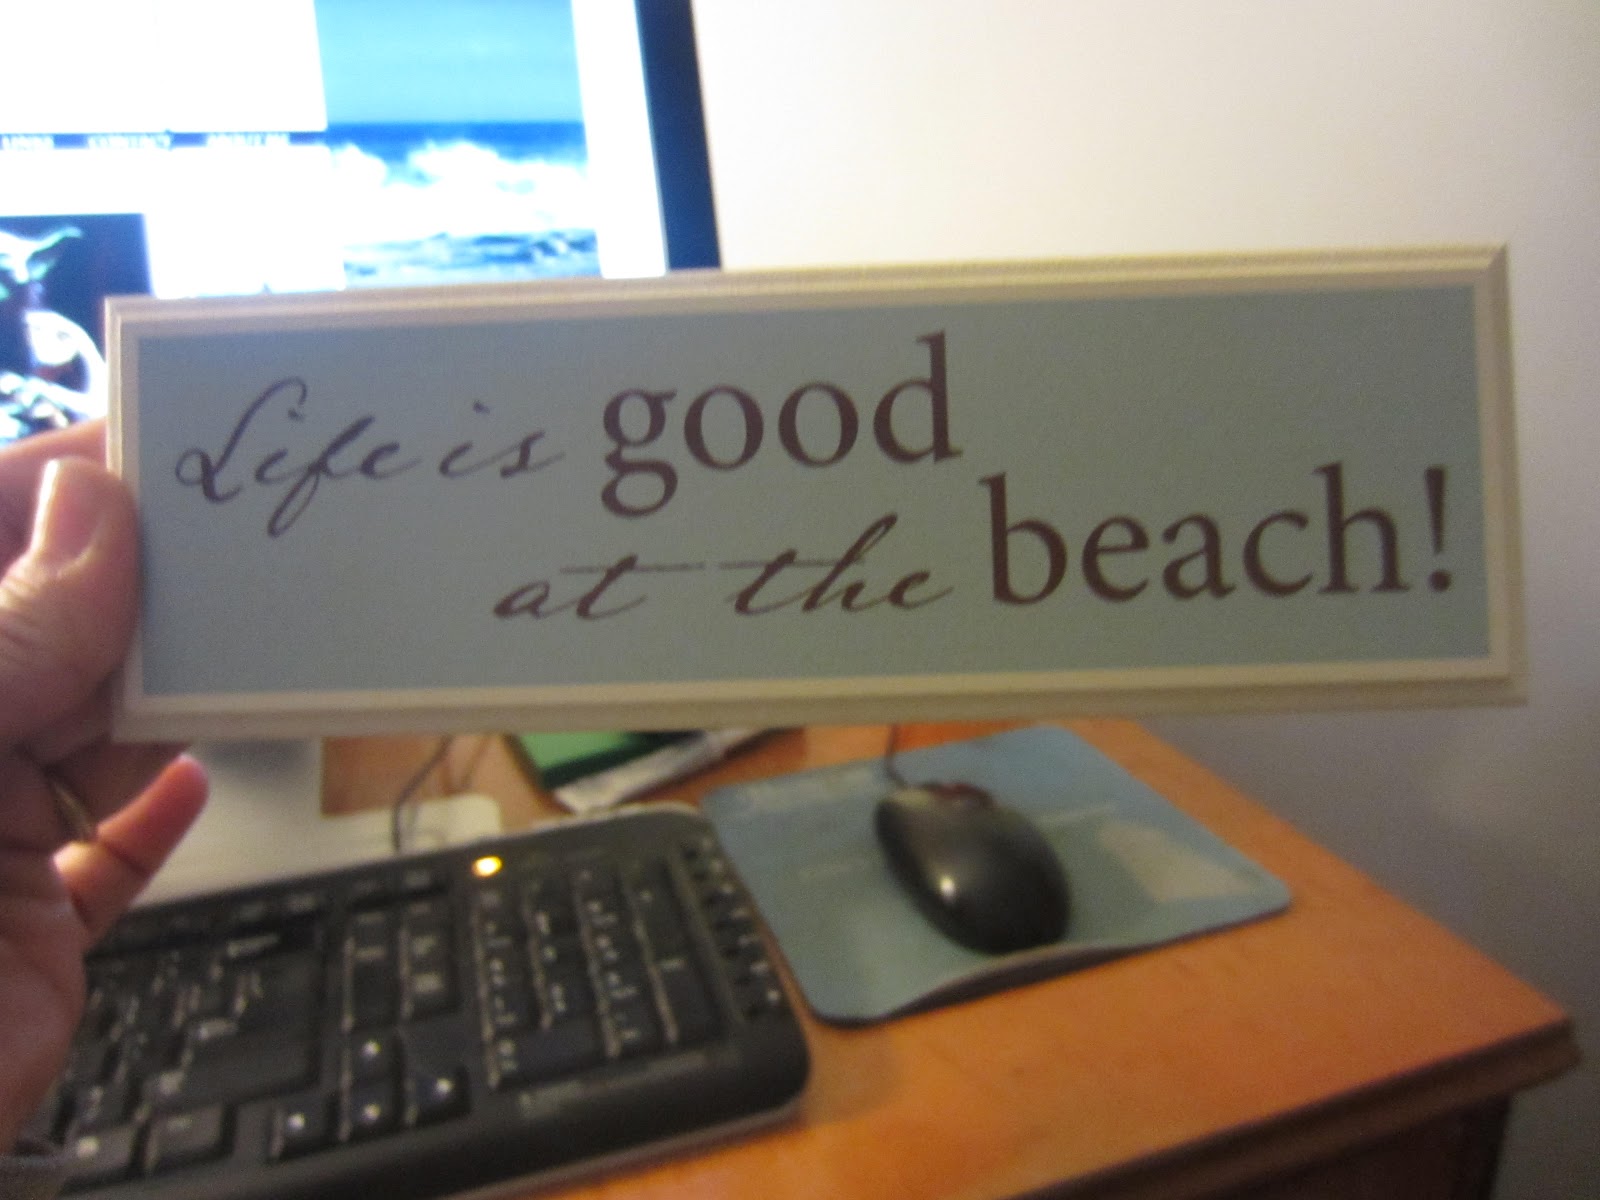 Life is good
at the beach!